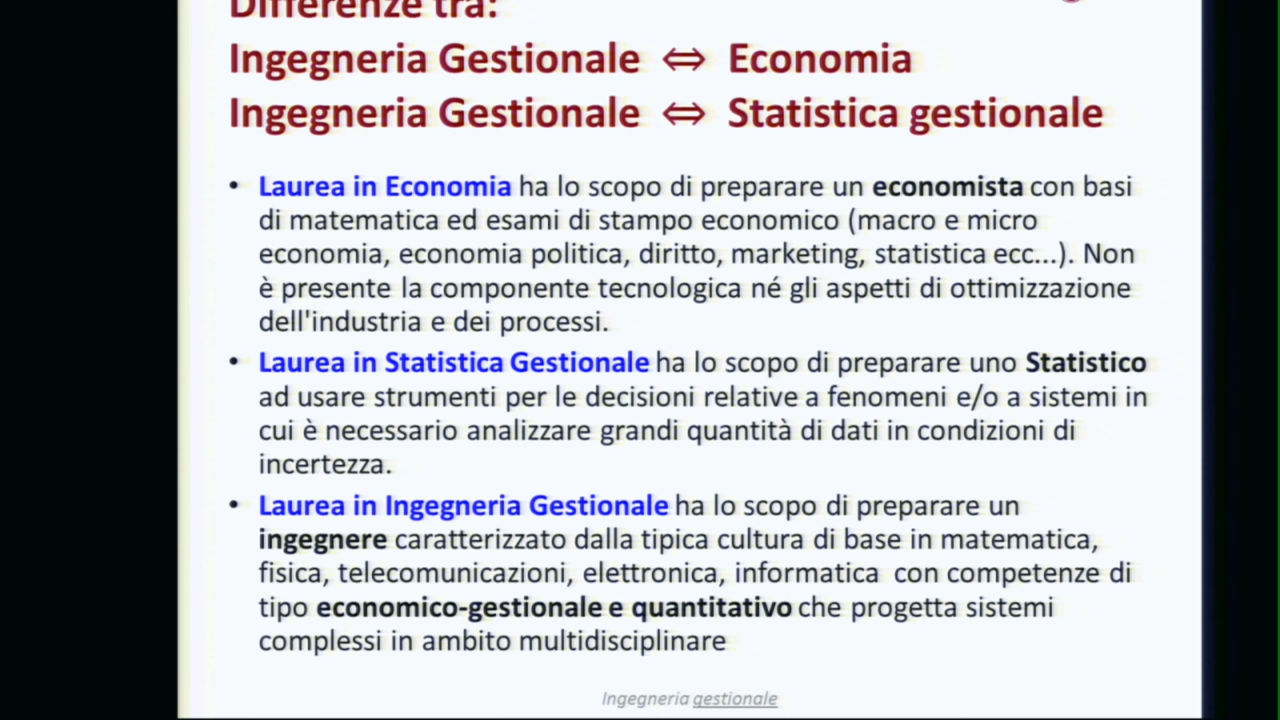 Differenze tra:
Ingegneria Gestionale ⇔ Economia
Ingegneria Gestionale ⇔ Statistica gestionale
• Laurea in Economia ha lo scopo di preparare un economista con basi
di matematica ed esami di stampo economico (macro e micro
economia, economia politica, diritto, marketing, statistica ecc...). Non
è presente la componente tecnologica né gli aspetti di ottimizzazione
dell'industria e dei processi.
• Laurea in Statistica Gestionale ha lo scopo di preparare uno Statistico
ad usare strumenti per le decisioni relative a fenomeni e/o a sistemi in
cui è necessario analizzare grandi quantità di dati in condizioni di
incertezza.
• Laurea in Ingegneria Gestionale ha lo scopo di preparare un
ingegnere caratterizzato dalla tipica cultura di base in matematica,
fisica, telecomunicazioni, elettronica, informatica con competenze di
tipo economico-gestionale e quantitativo che progetta sistemi
complessi in ambito multidisciplinare
Ingegneria gestionale